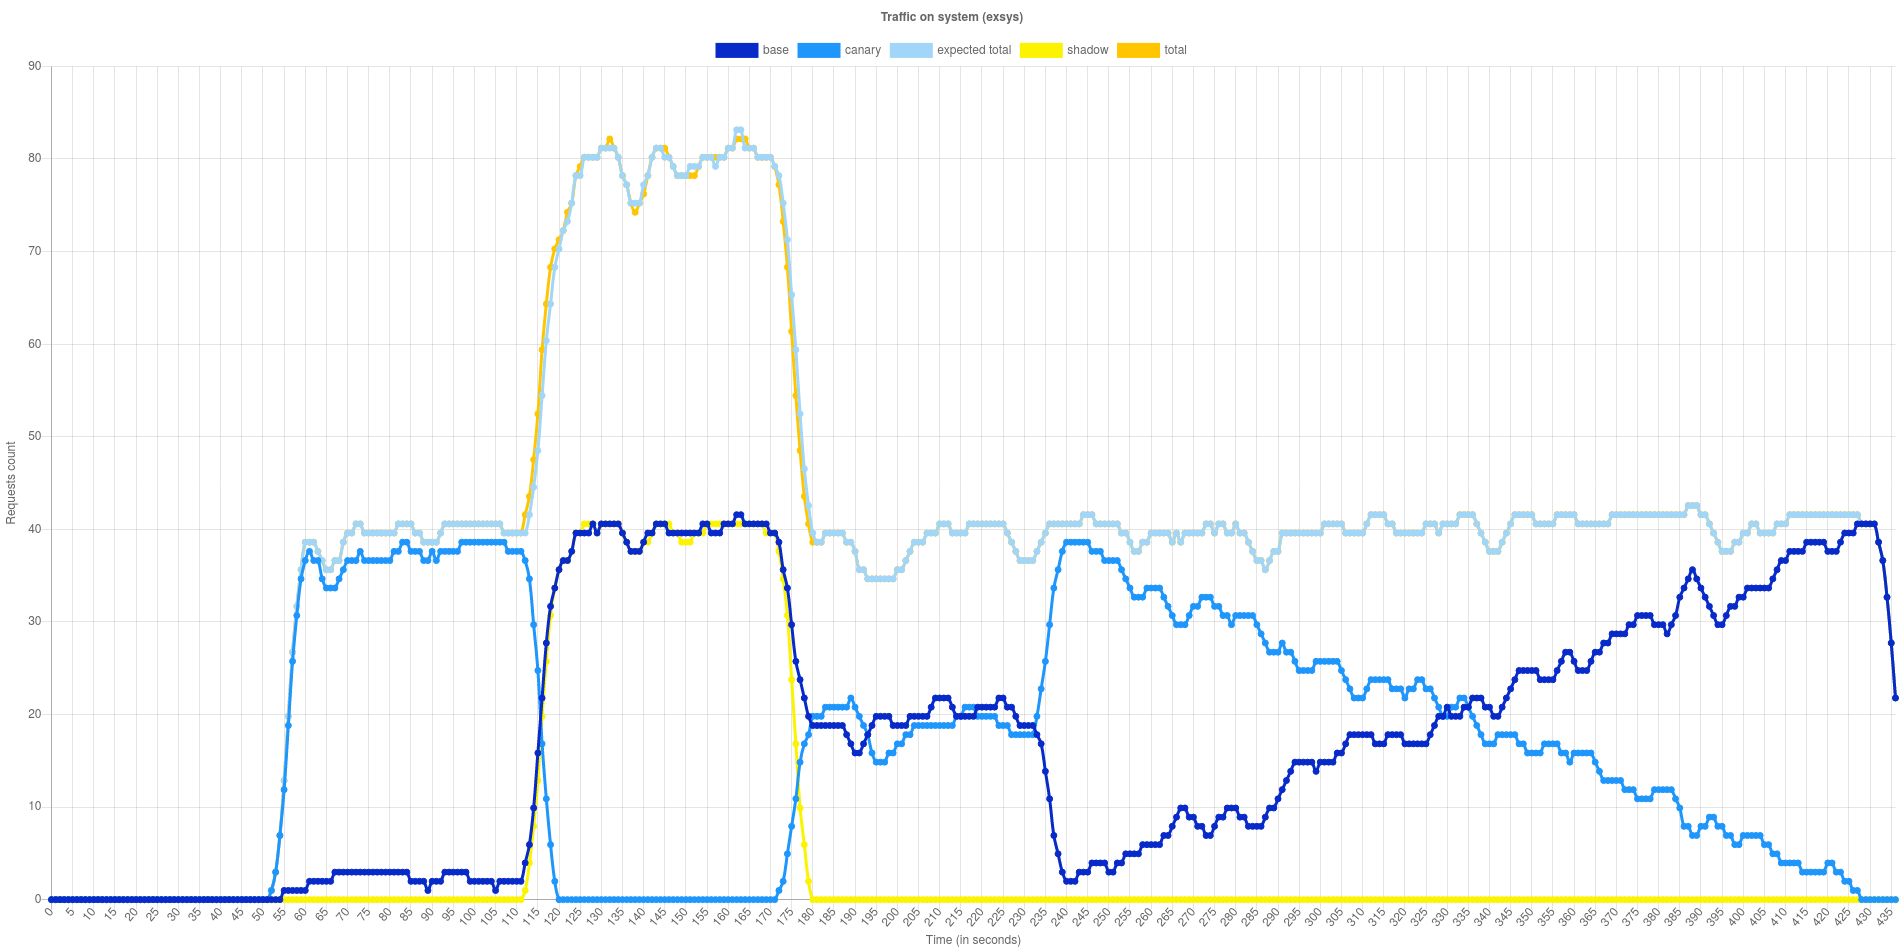 Traffic on system (exsys)
base canary expected total shadow total
90
80
70
60
50
40
30
20
10
0
Requests count
0 5 10 15 20 25 30 35 40 45 50 55 60 65 70 75 80 85 90 95 100 105 110 115 120 125 130 135 140 145 150 155 160 165 170 175 180 185 190 195 200 205 210 215 220 225 230 235 240 245 250 255 260 265 270 275 280 285 290 295 300 305 310 315 320 325 330 335 340 345 350 355 360 365 370 375 380 385 390 395 400 405 410 415 420 425 430 435
Time (in seconds)